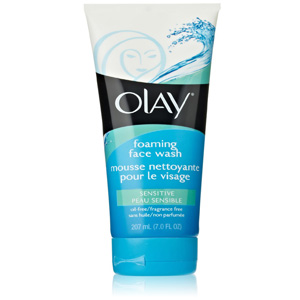 OLAY
foaming
face wash
mousse nettoyante
pour le visage
SENSITIVE
PEAU SENSIBLE
oil-free/fragrance free
sans huile/non parfumée
207 mL (7.0 FL OZ)